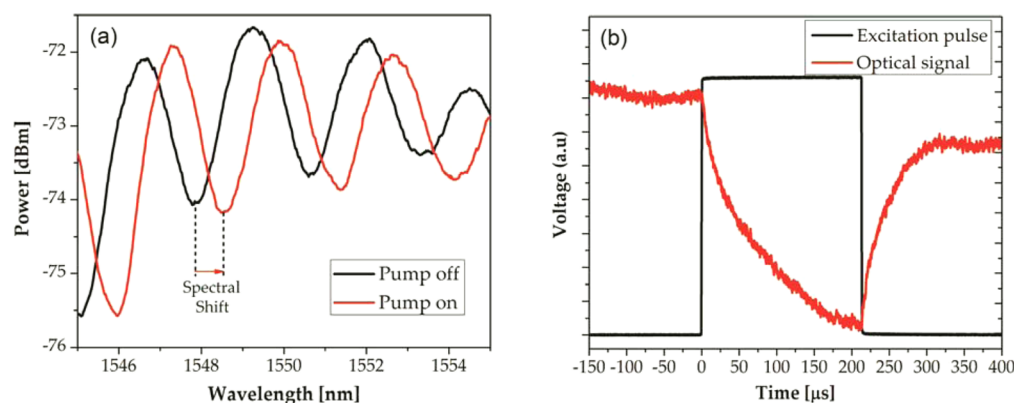 (a)
Power [dBm]
-72
-73
-74
-75
-76
Spectral
Shift
Pump off
Pump on
1546
1548
1550
1552
1554
Wavelength [nm]
(b)
Voltage (a.u)
Excitation pulse
Optical signal
-150
-100
-50
0
50
100
150
200
250
300
350
400
Time [μs]